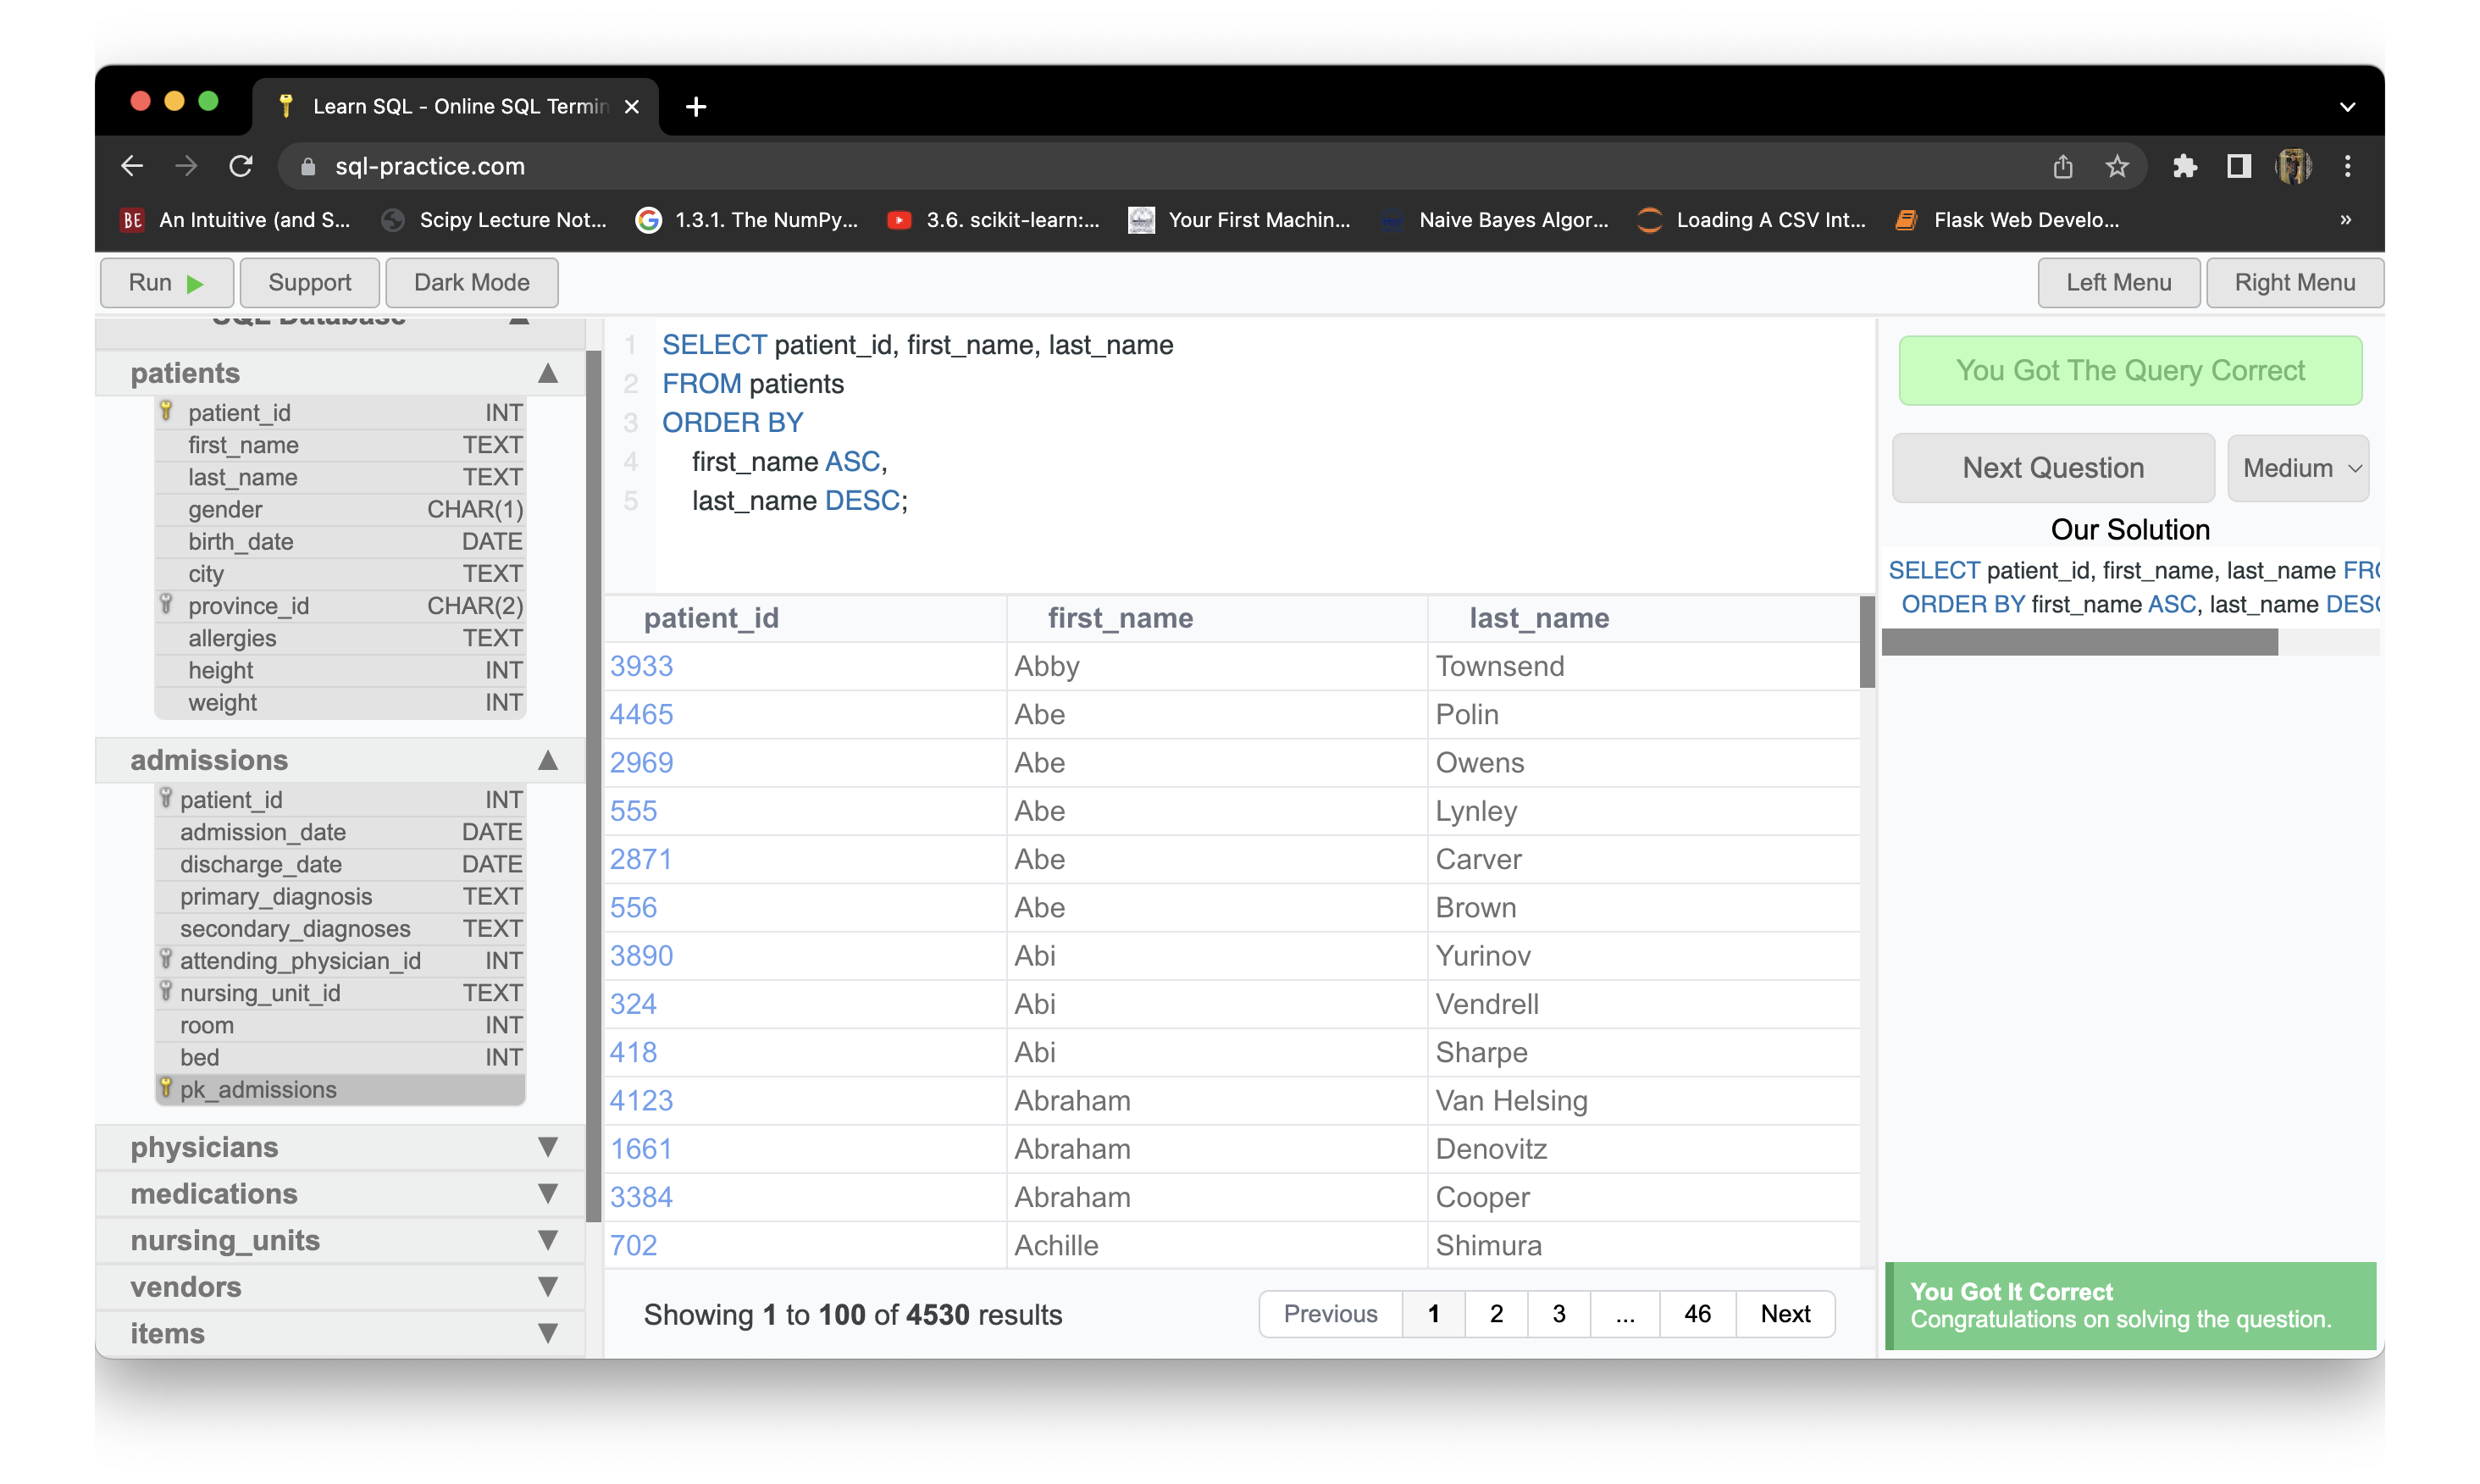 Learn SQL - Online SQL Termin
sql-practice.com
BE An Intuitive (and S...
Scipy Lecture Not...
1.3.1. The NumPy...
3.6. scikit-learn:...
Your First Machin...
Naive Bayes Algor...
Loading A CSV Int...
Flask Web Develo...
»
Run
Support
Dark Mode
Left Menu
Right Menu
SQL Database
patients
patient_id INT
first_name TEXT
last_name TEXT
gender CHAR(1)
birth_date DATE
city TEXT
province_id CHAR(2)
allergies TEXT
height INT
weight INT
admissions
patient_id INT
admission_date DATE
discharge_date DATE
primary_diagnosis TEXT
secondary_diagnoses TEXT
attending_physician_id INT
nursing_unit_id TEXT
room INT
bed INT
pk_admissions
physicians
medications
nursing_units
vendors
items
1 SELECT patient_id, first_name, last_name
2 FROM patients
3 ORDER BY
4 first_name ASC,
5 last_name DESC;
patient_id first_name last_name
3933 Abby Townsend
4465 Abe Polin
2969 Abe Owens
555 Abe Lynley
2871 Abe Carver
556 Abe Brown
3890 Abi Yurinov
324 Abi Vendrell
418 Abi Sharpe
4123 Abraham Van Helsing
1661 Abraham Denovitz
3384 Abraham Cooper
702 Achille Shimura
Showing 1 to 100 of 4530 results
Previous 1 2 3 ... 46 Next
You Got The Query Correct
Next Question
Medium
Our Solution
SELECT patient_id, first_name, last_name FRO
ORDER BY first_name ASC, last_name DESC
You Got It Correct
Congratulations on solving the question.